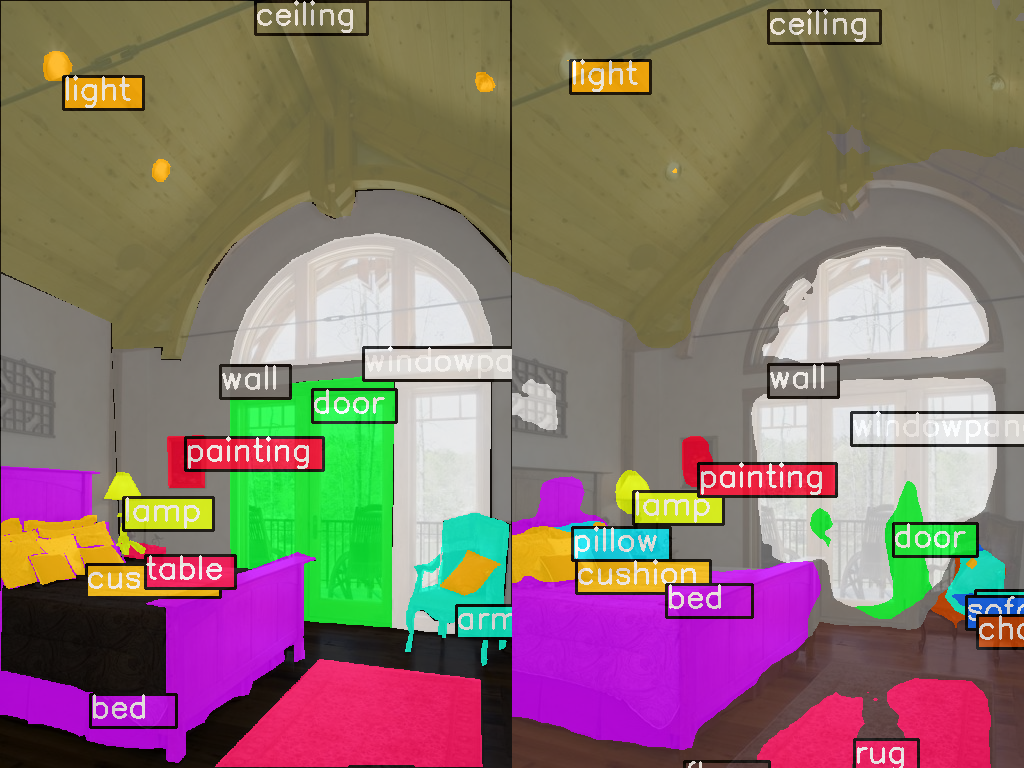 ceiling
light
wall
windowpa
door
painting
lamp
cus
table
arm
bed
ceiling
light
wall
windowpan
painting
lamp
door
pillow
cushion
bed
sofa
cha
rug